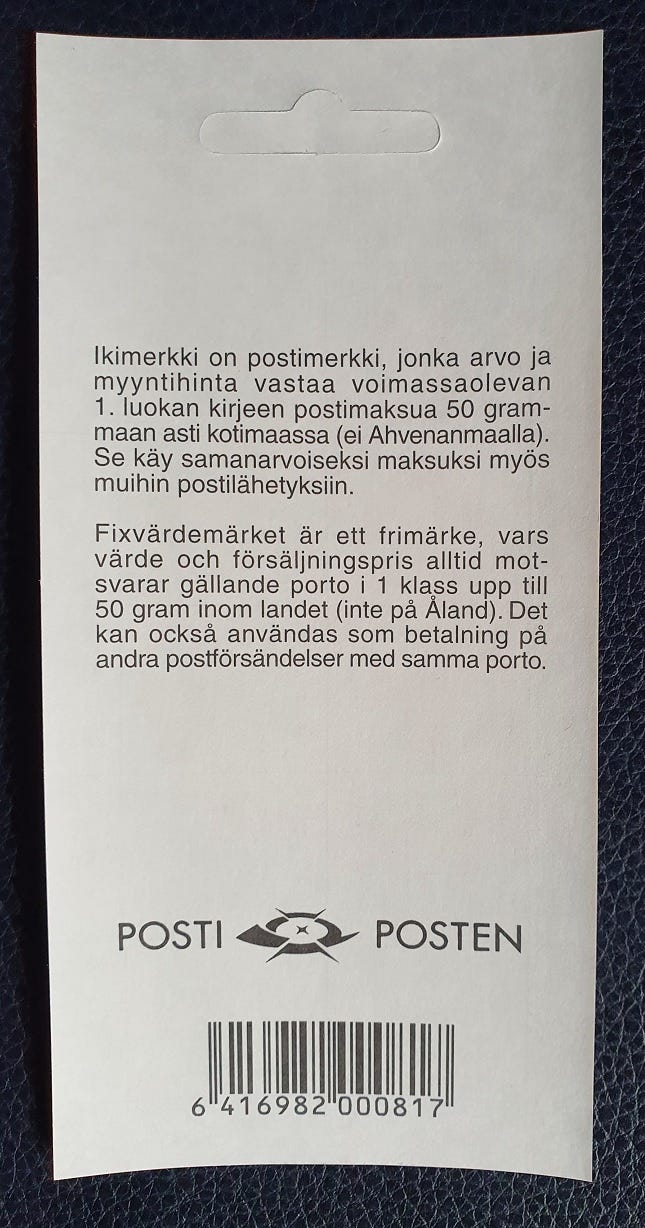 Ikimerkki on postimerkki, jonka arvo ja
myyntihinta vastaa voimassaolevan
1. luokan kirjeen postimaksua 50 gram-
maan asti kotimaassa (ei Ahvenanmaalla).
Se käy samanarvoiseksi maksuksi myös
muihin postilähetyksiin.
Fixvärdemärket är ett frimärke, vars
värde och försäljningspris alltid mot-
svarar gällande porto i 1 klass upp till
50 gram inom landet (inte på Åland). Det
kan också användas som betalning på
andra postförsändelser med samma porto.
POSTI POSTEN
6 416982 000817